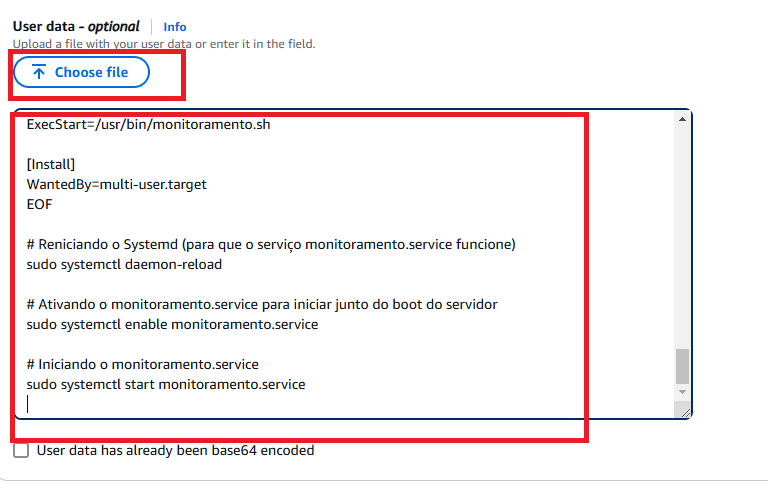 User data - optional Info
Upload a file with your user data or enter it in the field.
Choose file
ExecStart=/usr/bin/monitoramento.sh
[Install]
WantedBy=multi-user.target
EOF
# Reniciando o Systemd (para que o serviço monitoramento.service funcione)
sudo systemctl daemon-reload
# Ativando o monitoramento.service para iniciar junto do boot do servidor
sudo systemctl enable monitoramento.service
# Iniciando o monitoramento.service
sudo systemctl start monitoramento.service
User data has already been base64 encoded